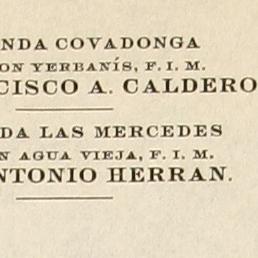 NDA COVADONGA
ON YERBANÍS, F. I. M.
CISCO A. CALDERO
DA LAS MERCEDES
N AGUA VIEJA, F. I. M.
NTONIO HERRAN.